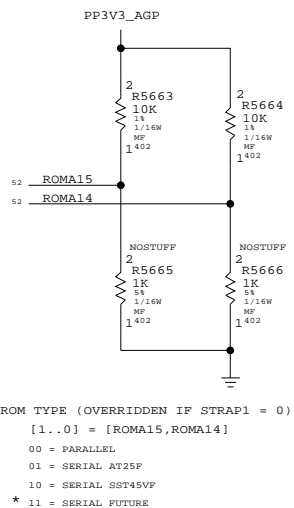 PP3V3_AGP
2
R5663
10K
1%
1/16W
MF
402
1
2
R5664
10K
1%
1/16W
MF
402
1
52 ROMA15
52 ROMA14
NOSTUFF
2
R5665
1K
5%
1/16W
MF
402
1
NOSTUFF
2
R5666
1K
5%
1/16W
MF
402
1
ROM TYPE (OVERRIDDEN IF STRAP1 = 0)
[1..0] = [ROMA15,ROMA14]
00 = PARALLEL
01 = SERIAL AT25F
10 = SERIAL SST45VF
* 11 = SERIAL FUTURE